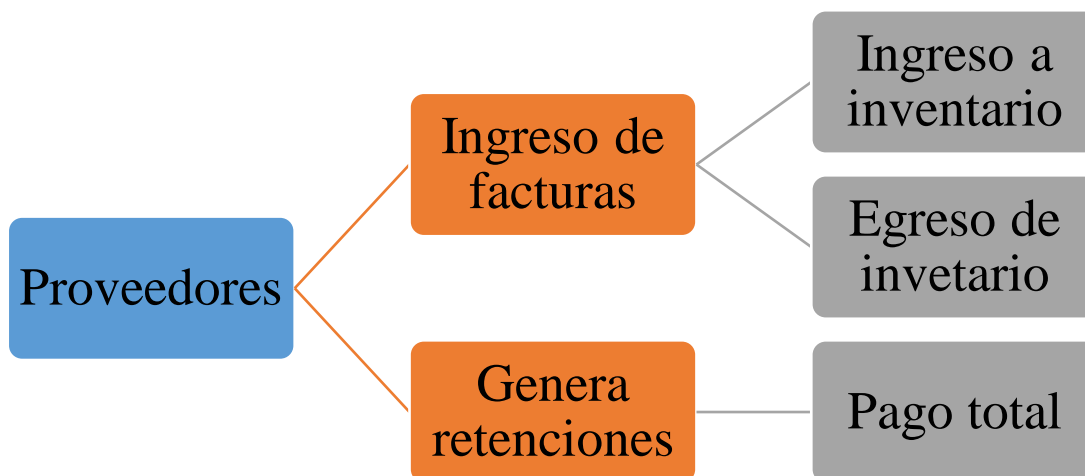 Proveedores
Ingreso de
facturas
Ingreso a
inventario
Egreso de
invetario
Genera
retenciones
Pago total